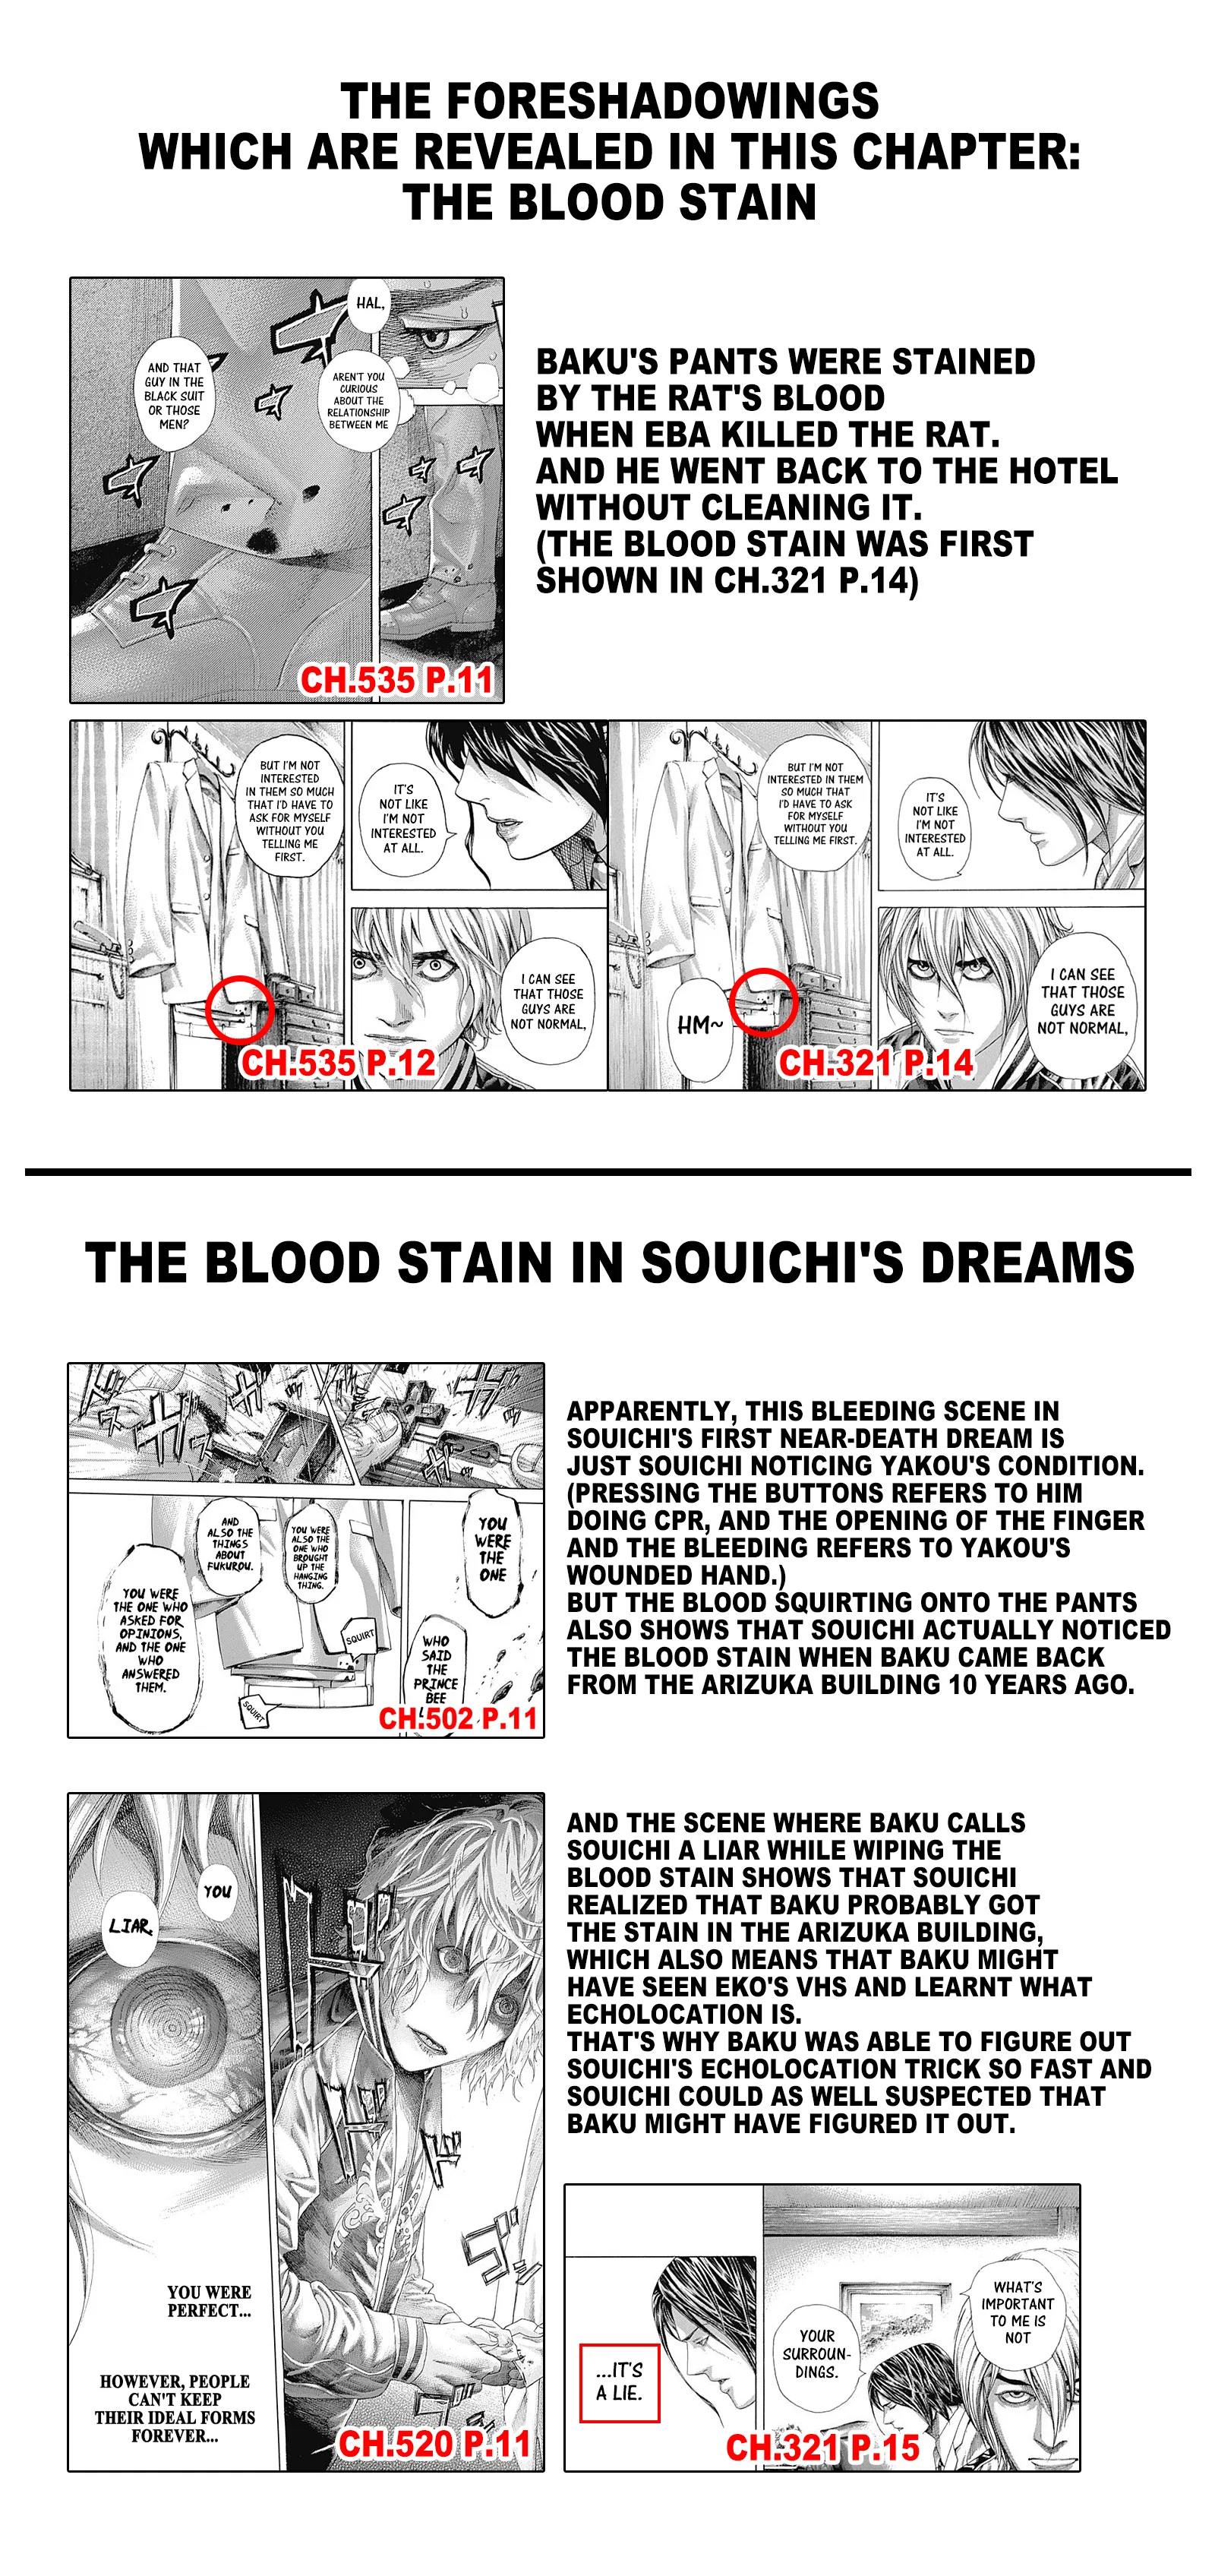 THE FORESHADOWINGS
WHICH ARE REVEALED IN THIS CHAPTER:
THE BLOOD STAIN
HAL,
AREN'T YOU
CURIOUS
ABOUT THE
RELATIONSHIP
BETWEEN ME
AND THAT
GUY IN THE
BLACK SUIT
OR THOSE
MEN?
CH.535 P.11
BAKU'S PANTS WERE STAINED
BY THE RAT'S BLOOD
WHEN EBA KILLED THE RAT.
AND HE WENT BACK TO THE HOTEL
WITHOUT CLEANING IT.
(THE BLOOD STAIN WAS FIRST
SHOWN IN CH.321 P.14)
IT'S
NOT LIKE
I'M NOT
INTERESTED
AT ALL.
BUT I'M NOT
INTERESTED
IN THEM SO MUCH
THAT I'D HAVE TO
ASK FOR MYSELF
WITHOUT YOU
TELLING ME
FIRST.
I CAN SEE
THAT THOSE
GUYS ARE
NOT NORMAL,
CH.535 P.12
IT'S
NOT LIKE
I'M NOT
INTERESTED
AT ALL.
BUT I'M NOT
INTERESTED IN THEM
SO MUCH THAT
I'D HAVE TO ASK
FOR MYSELF
WITHOUT YOU
TELLING ME FIRST.
I CAN SEE
THAT THOSE
GUYS ARE
NOT NORMAL,
HM~
CH.321 P.14
THE BLOOD STAIN IN SOUICHI'S DREAMS
YOU
WERE
THE
ONE
WHO
SAID
THE
PRINCE
BEE
YOU WERE
ALSO THE
ONE WHO
BROUGHT
UP THE
HANGING
THING.
AND
ALSO THE
THINGS
ABOUT
FUKUROU.
YOU WERE
THE ONE WHO
ASKED FOR
OPINIONS,
AND THE ONE
WHO
ANSWERED
THEM.
SQUIRT
SQUIRT
CH.502 P.11
APPARENTLY, THIS BLEEDING SCENE IN
SOUICHI'S FIRST NEAR-DEATH DREAM IS
JUST SOUICHI NOTICING YAKOU'S CONDITION.
(PRESSING THE BUTTONS REFERS TO HIM
DOING CPR, AND THE OPENING OF THE FINGER
AND THE BLEEDING REFERS TO YAKOU'S
WOUNDED HAND.)
BUT THE BLOOD SQUIRTING ONTO THE PANTS
ALSO SHOWS THAT SOUICHI ACTUALLY NOTICED
THE BLOOD STAIN WHEN BAKU CAME BACK
FROM THE ARIZUKA BUILDING 10 YEARS AGO.
YOU
LIAR.
YOU WERE
PERFECT...
HOWEVER, PEOPLE
CAN'T KEEP
THEIR IDEAL FORMS
FOREVER...
CH.520 P.11
AND THE SCENE WHERE BAKU CALLS
SOUICHI A LIAR WHILE WIPING THE
BLOOD STAIN SHOWS THAT SOUICHI
REALIZED THAT BAKU PROBABLY GOT
THE STAIN IN THE ARIZUKA BUILDING,
WHICH ALSO MEANS THAT BAKU MIGHT
HAVE SEEN EKO'S VHS AND LEARNT WHAT
ECHOLOCATION IS.
THAT'S WHY BAKU WAS ABLE TO FIGURE OUT
SOUICHI'S ECHOLOCATION TRICK SO FAST AND
SOUICHI COULD AS WELL SUSPECTED THAT
BAKU MIGHT HAVE FIGURED IT OUT.
WHAT'S
IMPORTANT
TO ME IS
NOT
YOUR
SURROUN-
DINGS.
...IT'S
A LIE.
CH.321 P.15